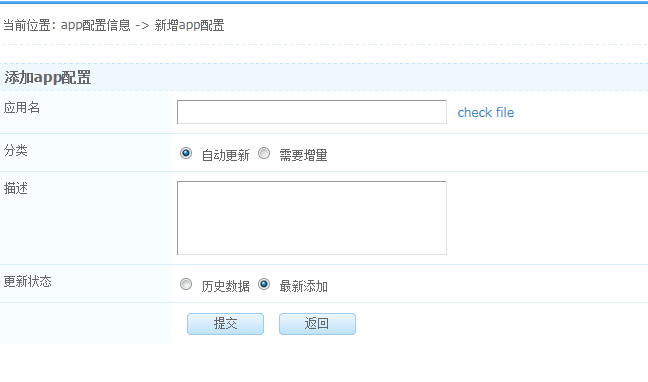 当前位置: app配置信息 -> 新增app配置
添加app配置
应用名 check file
分类 自动更新 需要增量
描述
更新状态 历史数据 最新添加
提交 返回